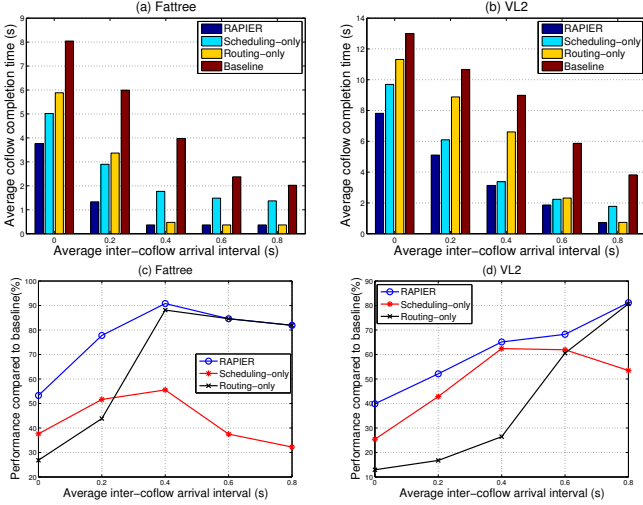 (a) Fattree
Average coflow completion time (s)
9
8
7
6
5
4
3
2
1
0
RAPIER
Scheduling-only
Routing-only
Baseline
0 0.2 0.4 0.6 0.8
Average inter-coflow arrival interval (s)
(b) VL2
Average coflow completion time (s)
14
12
10
8
6
4
2
0
RAPIER
Scheduling-only
Routing-only
Baseline
0 0.2 0.4 0.6 0.8
Average inter-coflow arrival interval (s)
(c) Fattree
Performance compared to baseline(%)
100
90
80
70
60
50
40
30
20
RAPIER
Scheduling-only
Routing-only
0 0.2 0.4 0.6 0.8
Average inter-coflow arrival interval (s)
(d) VL2
Performance compared to baseline(%)
90
80
70
60
50
40
30
20
10
RAPIER
Scheduling-only
Routing-only
0 0.2 0.4 0.6 0.8
Average inter-coflow arrival interval (s)